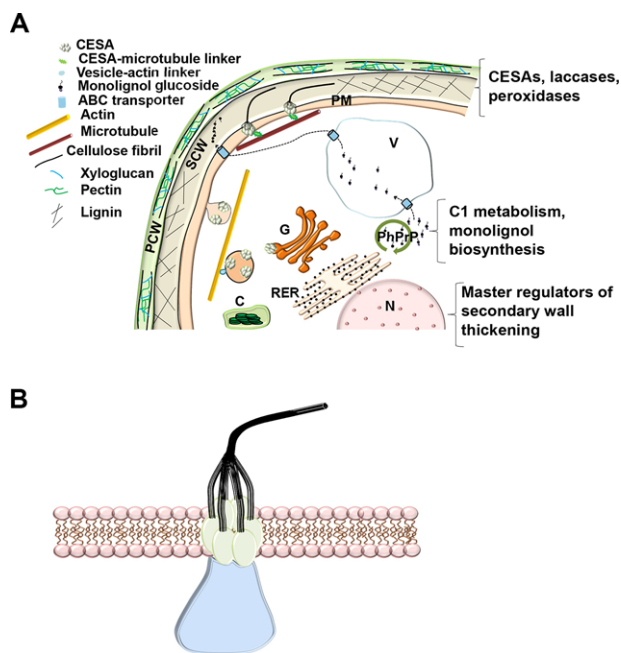 A
CESA
CESA-microtubule linker
Vesicle-actin linker
Monolignol glucoside
ABC transporter
Actin
Microtubule
Cellulose fibril
Xyloglucan
Pectin
Lignin
PCW
SCW
PM
V
G
PhPrP
RER
C
N
CESAs, laccases,
peroxidases
C1 metabolism,
monolignol
biosynthesis
Master regulators of
secondary wall
thickening
B